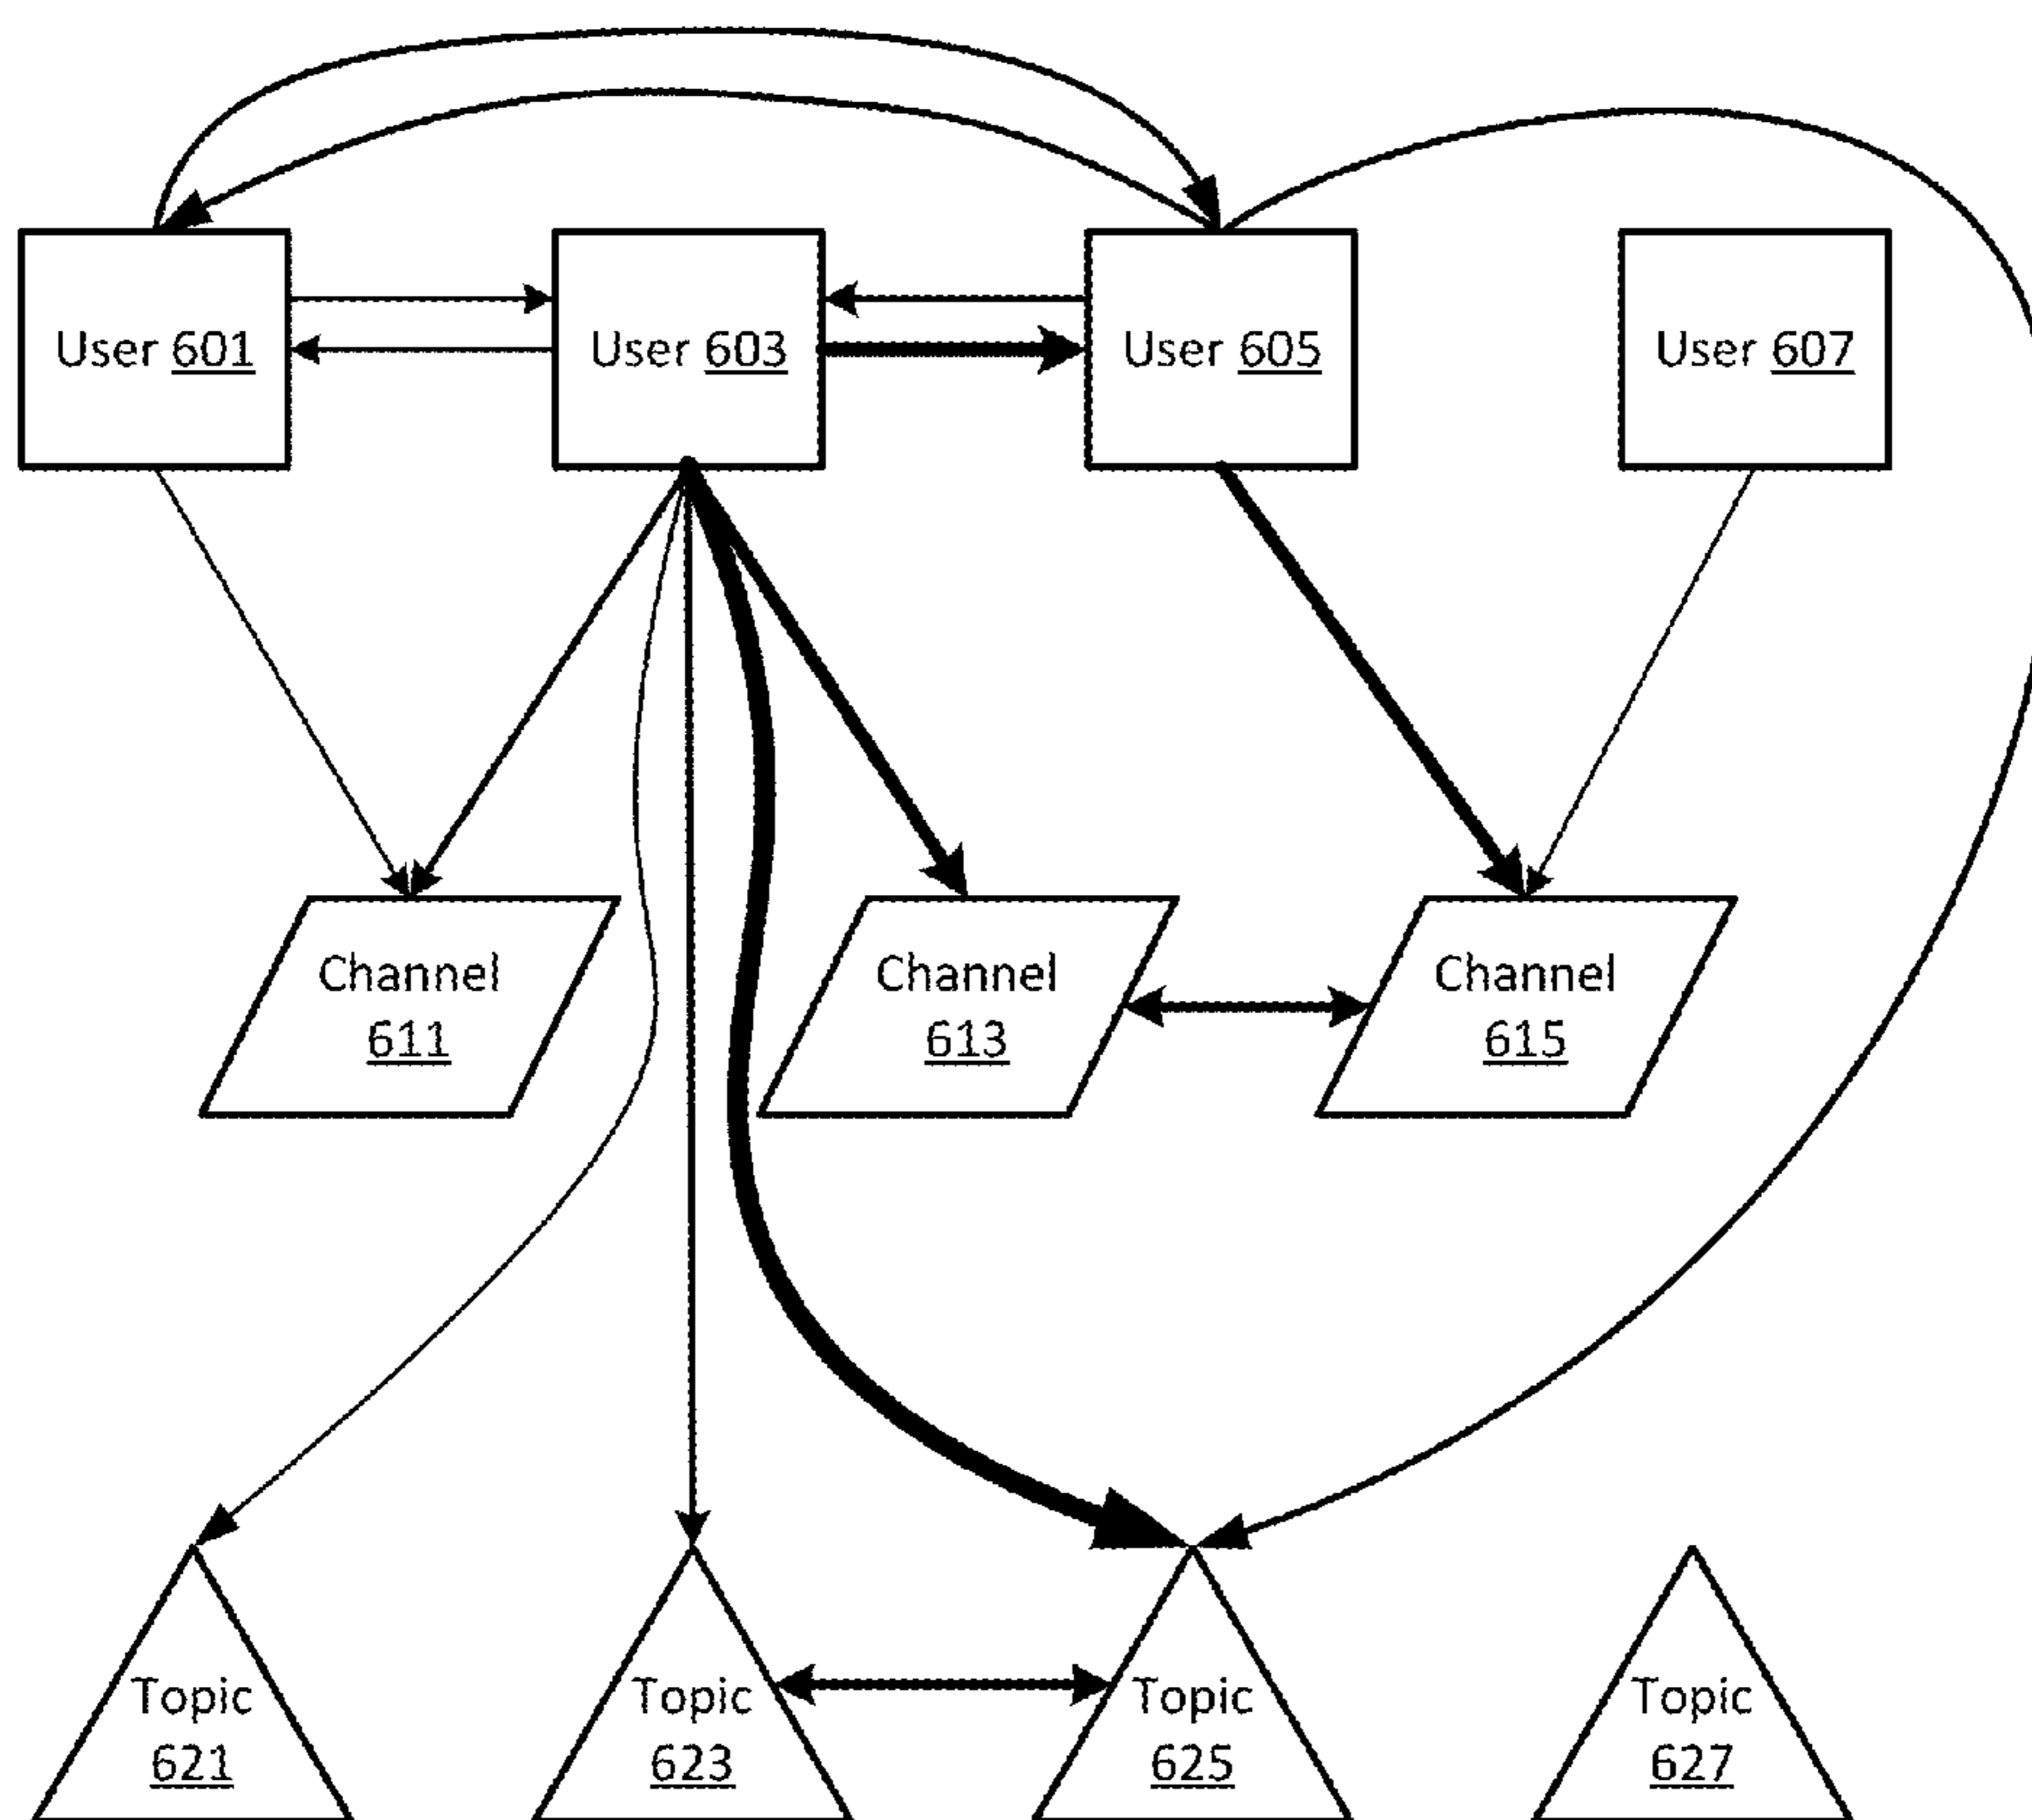 User 601
User 603
User 605
User 607
Channel
611
Channel
613
Channel
615
Topic
621
Topic
623
Topic
625
Topic
627